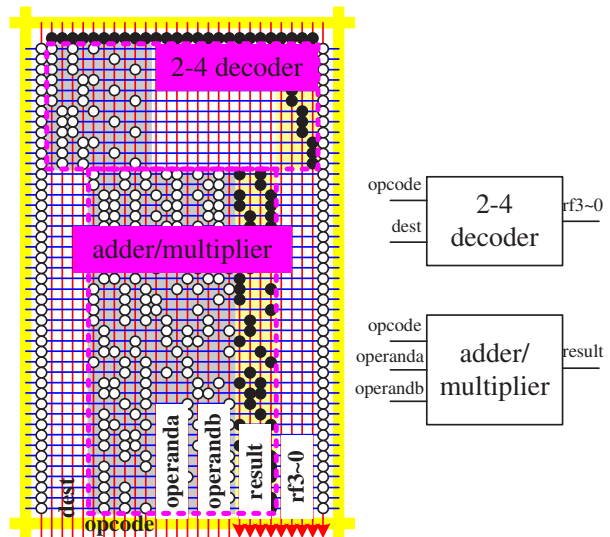 2-4 decoder
adder/multiplier
dest
opcode
operanda
operandb
result
rf3~0
opcode
dest
2-4
decoder
rf3~0
opcode
operanda
operandb
adder/
multiplier
result